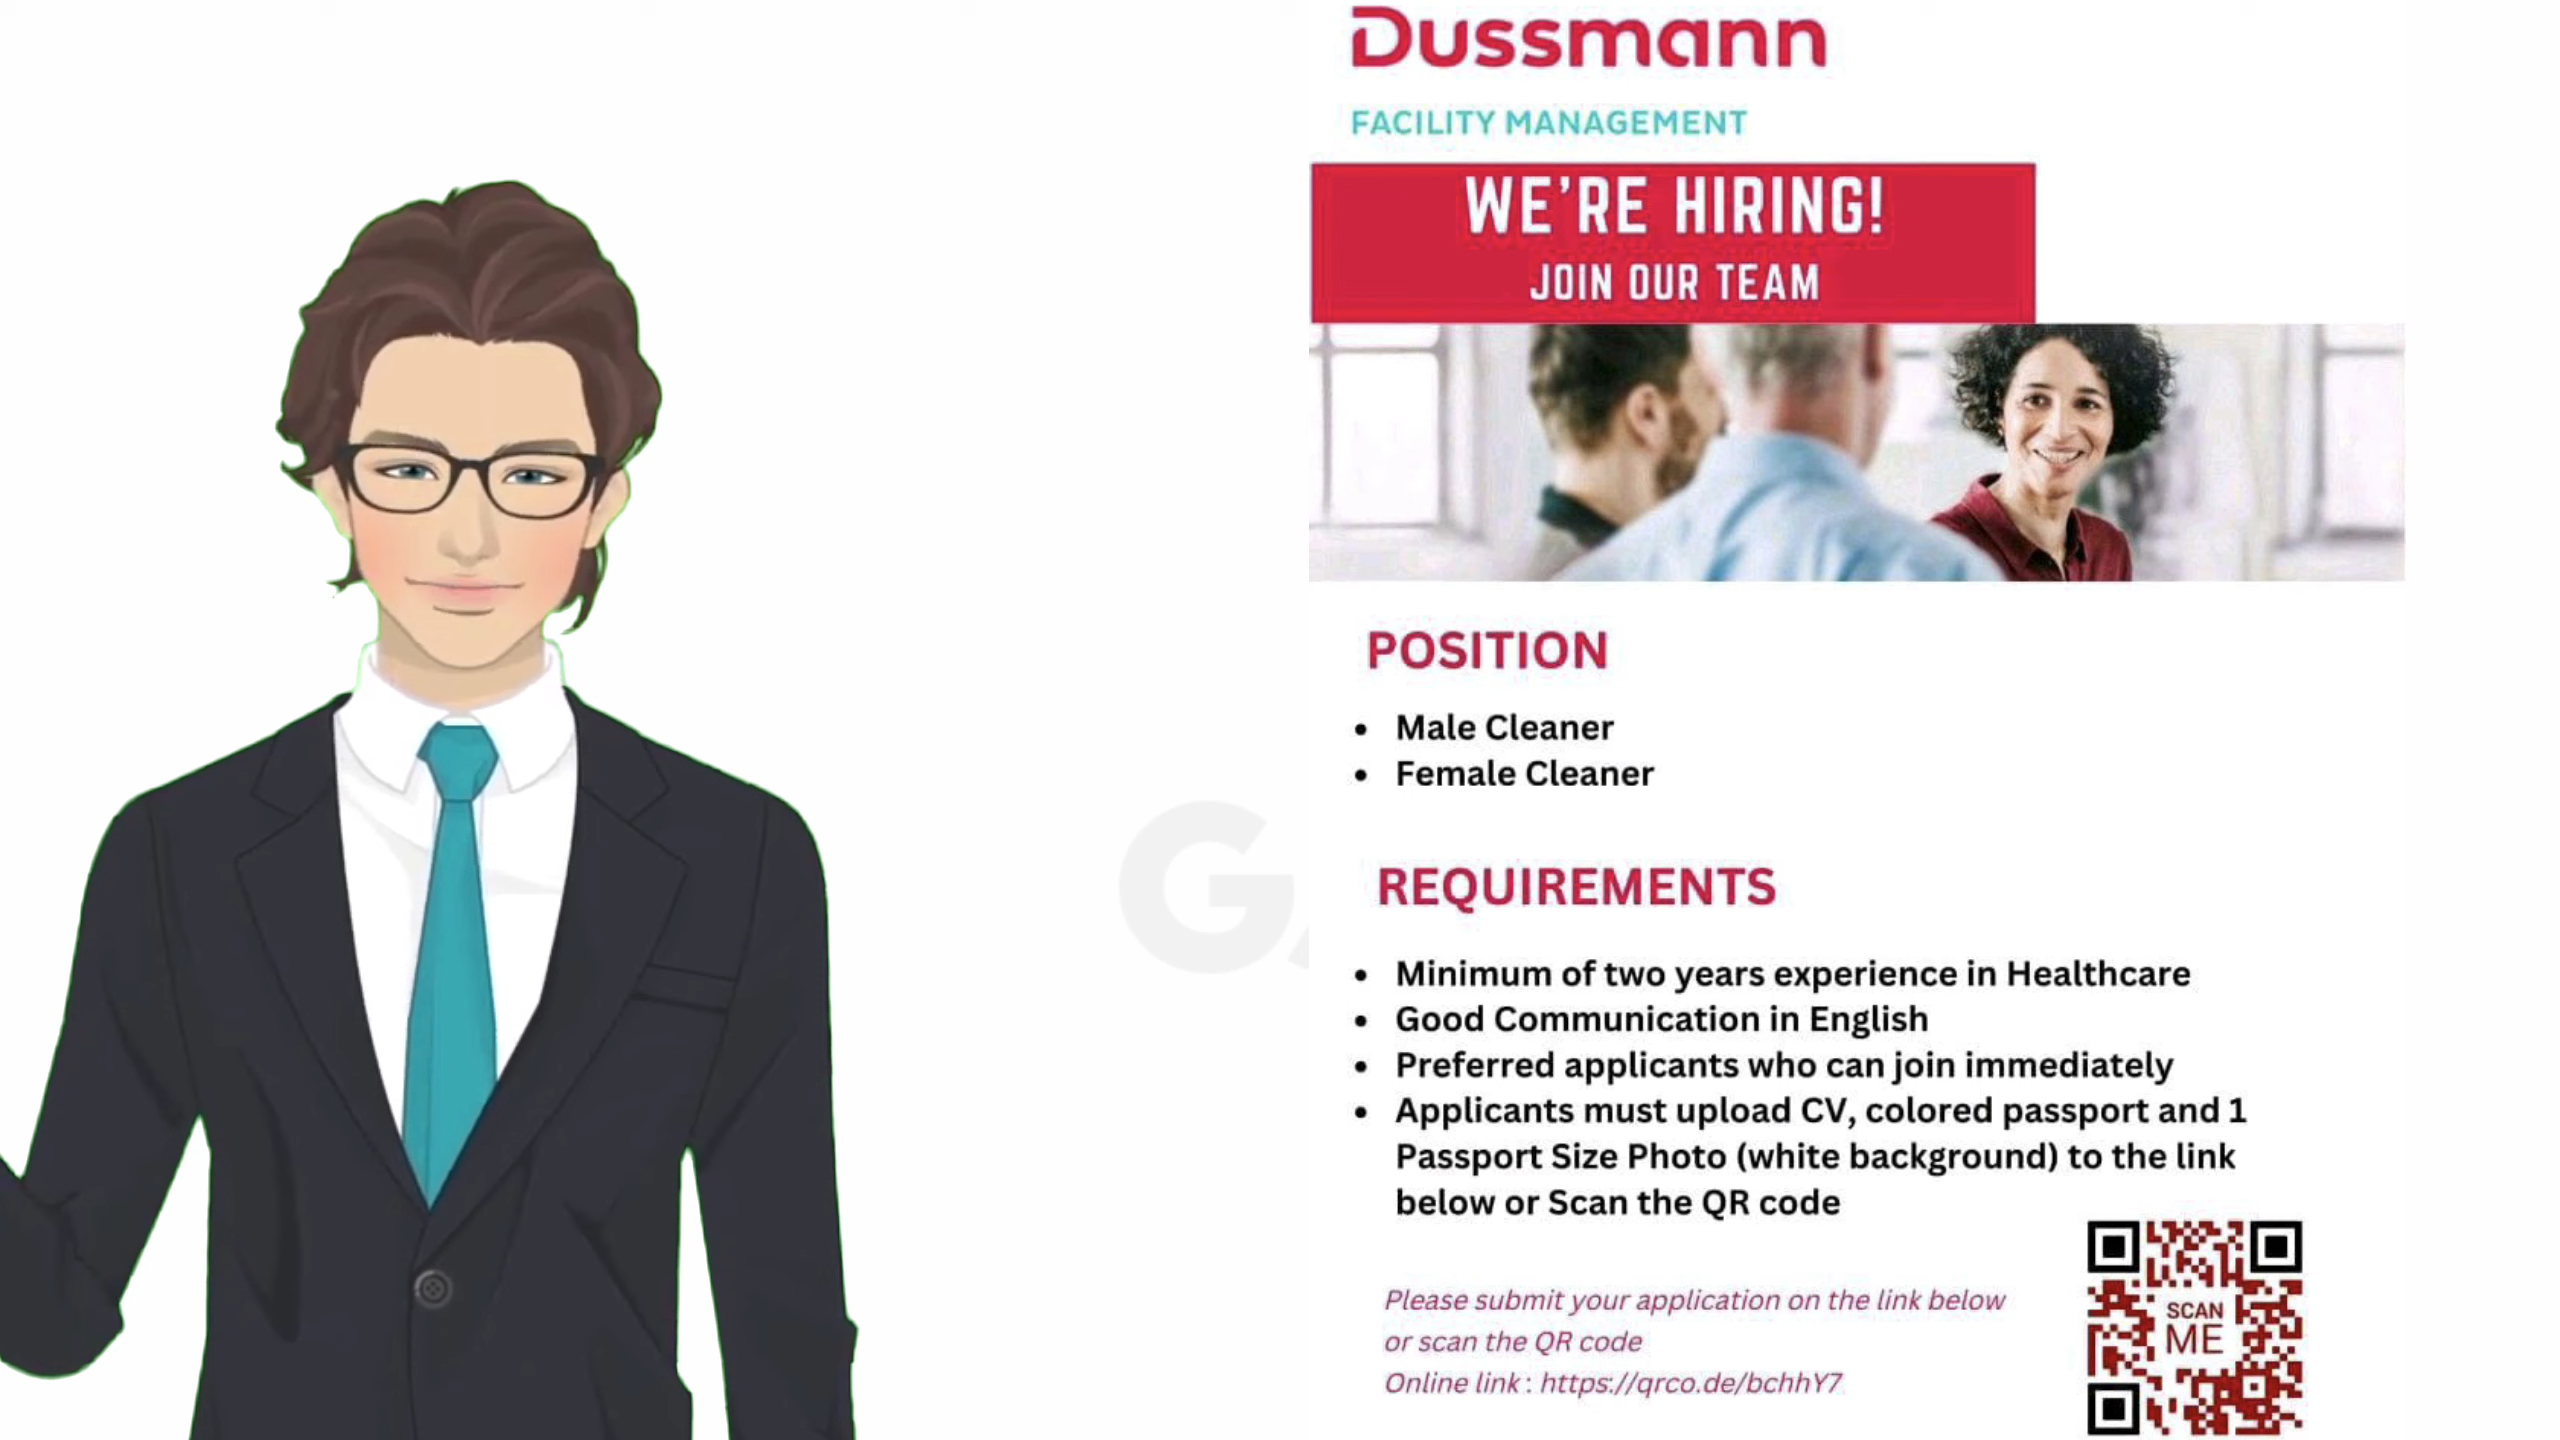 Dussmann
FACILITY MANAGEMENT
WE'RE HIRING!
JOIN OUR TEAM
POSITION
• Male Cleaner
• Female Cleaner
REQUIREMENTS
• Minimum of two years experience in Healthcare
• Good Communication in English
• Preferred applicants who can join immediately
• Applicants must upload CV, colored passport and 1
Passport Size Photo (white background) to the link
below or Scan the QR code
Please submit your application on the link below
or scan the QR code
Online link : https://qrco.de/bchhY7
SCAN
ME